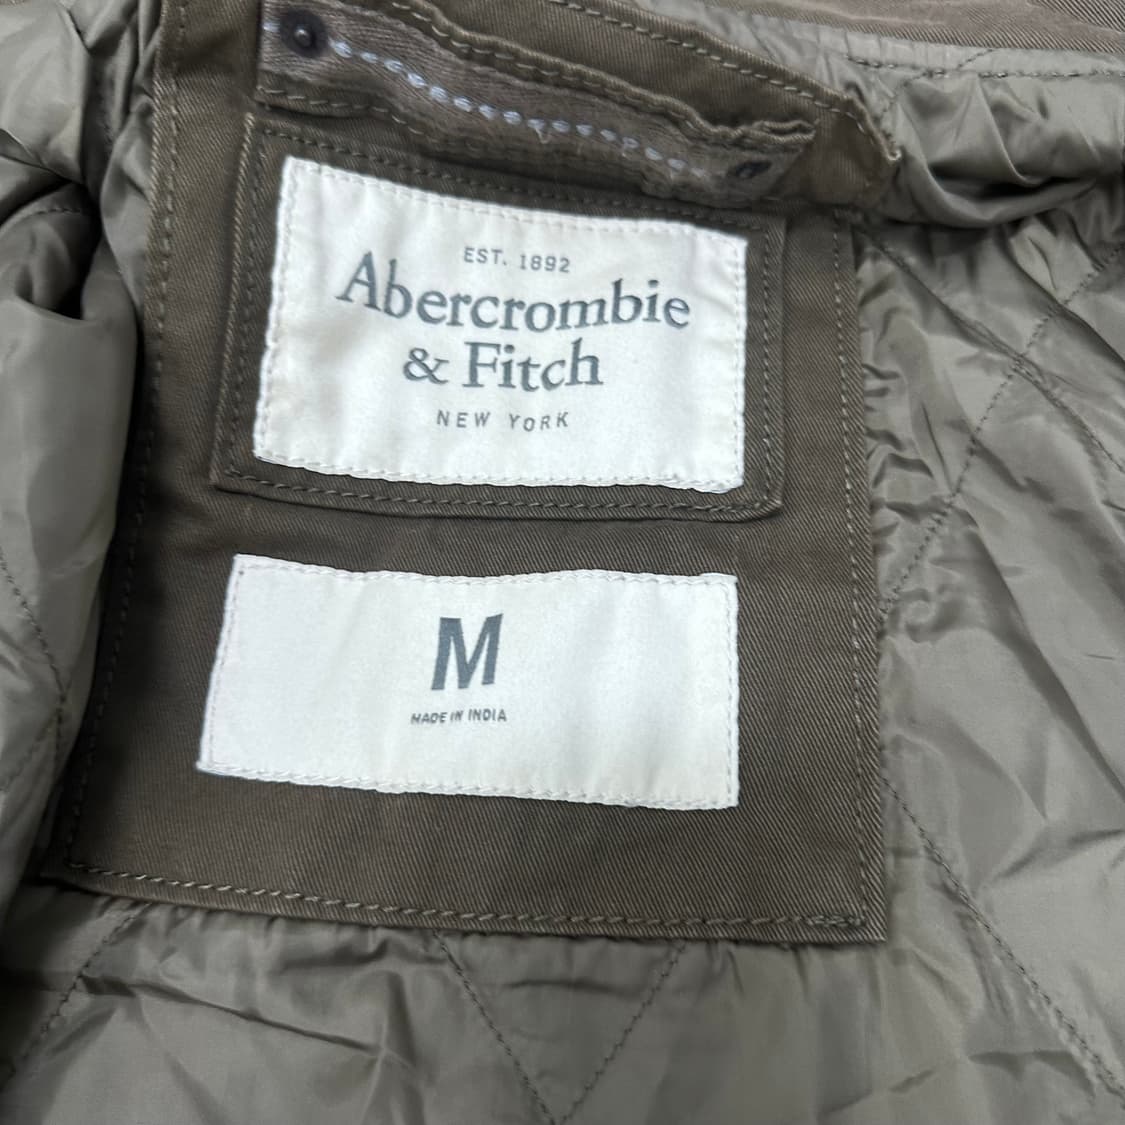 EST. 1892
Abercrombie
& Fitch
NEW YORK
M
MADE IN INDIA